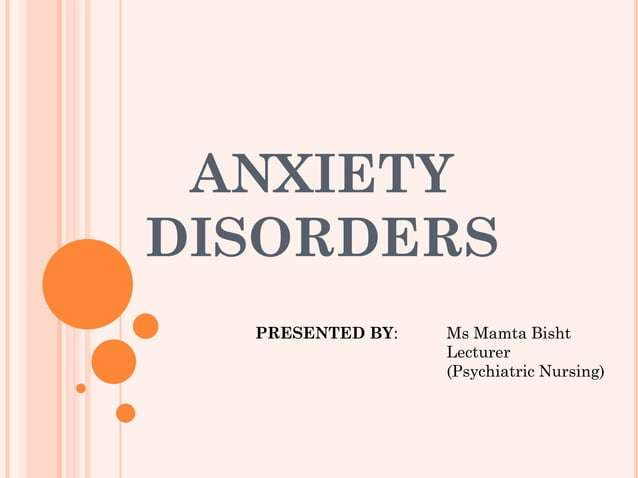 ANXIETY
DISORDERS
PRESENTED BY: Ms Mamta Bisht
Lecturer
(Psychiatric Nursing)